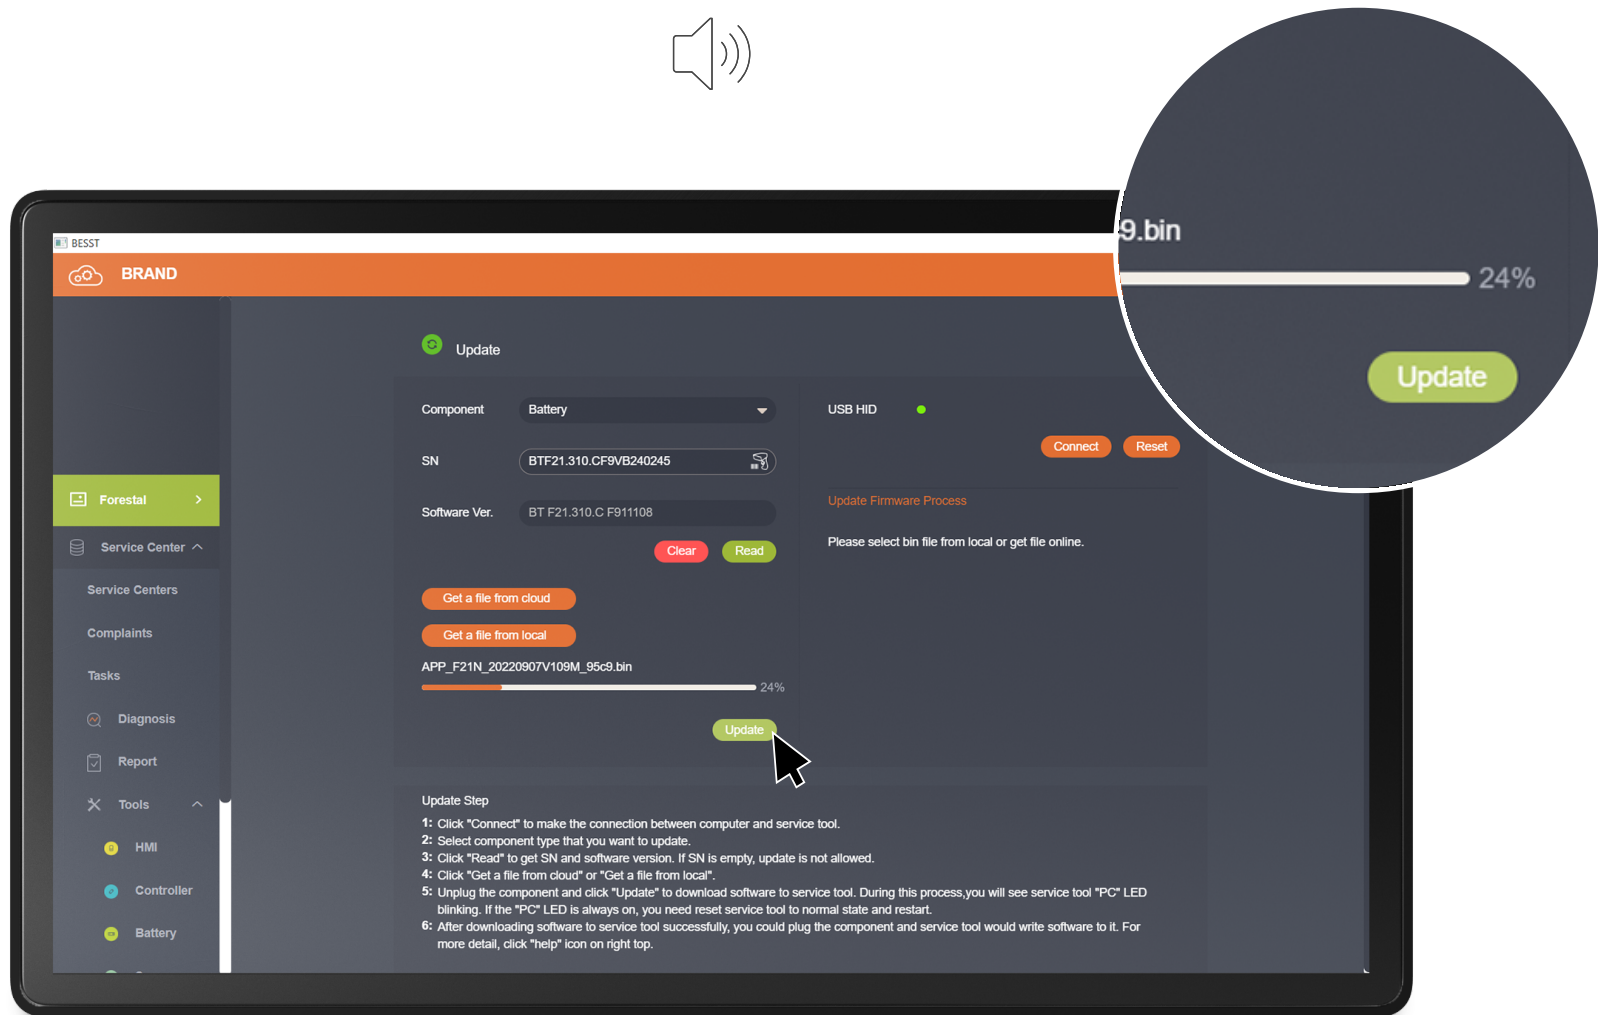 BESST
BRAND
9.bin
24%
Update
Update
Component
Battery
USB HID
Connect
Reset
SN
BTF21.310.CF9VB240245
Forestal
Update Firmware Process
Software Ver.
BT F21.310.C F911108
Service Center
Please select bin file from local or get file online.
Clear
Read
Service Centers
Get a file from cloud
Complaints
Get a file from local
APP_F21N_20220907V109M_95c9.bin
Tasks
24%
Diagnosis
Update
Report
Tools
HMI
Controller
Battery
Update Step
1: Click "Connect" to make the connection between computer and service tool.
2: Select component type that you want to update.
3: Click "Read" to get SN and software version. If SN is empty, update is not allowed.
4: Click "Get a file from cloud" or "Get a file from local".
5: Unplug the component and click "Update" to download software to service tool. During this process,you will see service tool "PC" LED
blinking. If the "PC" LED is always on, you need reset service tool to normal state and restart.
6: After downloading software to service tool successfully, you could plug the component and service tool would write software to it. For
more detail, click "help" icon on right top.